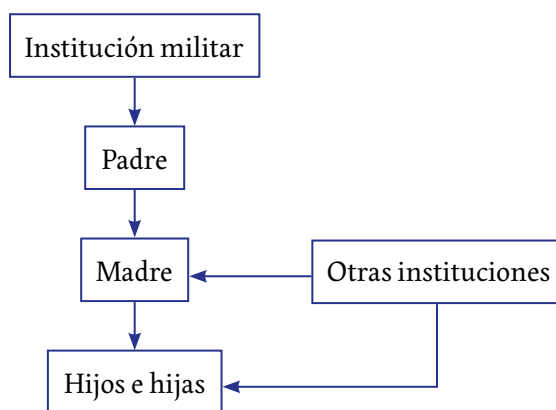 Institución militar
Padre
Madre
Otras instituciones
Hijos e hijas